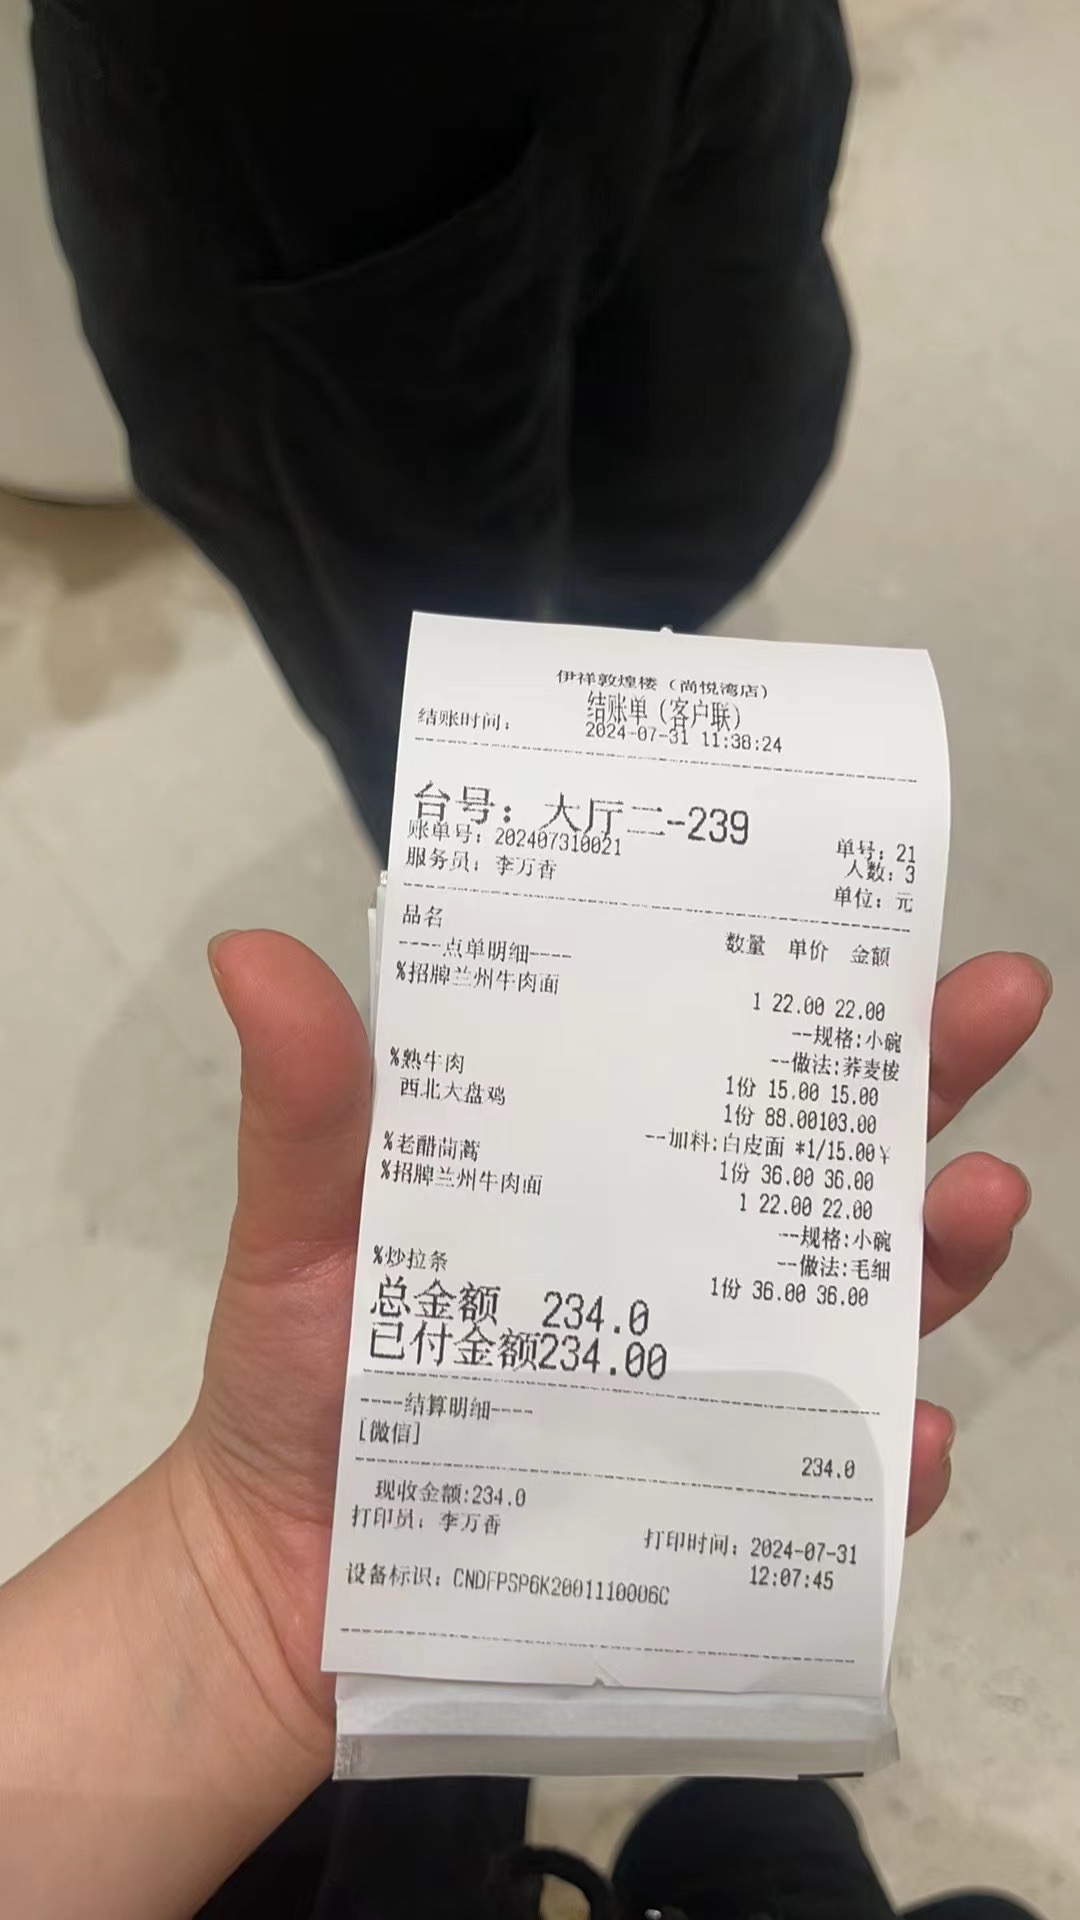 伊祥敦煌楼（尚悦湾店）
结账单（客户联）
结账时间： 2024-07-31 11:38:24
台号：大厅二-239
账单号：202407310021 单号：21
服务员：李万香 人数：3
单位：元
品名 数量 单价 金额
----点单明细----
%招牌兰州牛肉面
1 22.00 22.00
--规格:小碗
--做法:荞麦棱
%熟牛肉 1份 15.00 15.00
西北大盘鸡 1份 88.00103.00
--加料:白皮面 *1/15.00￥
%老醋茼蒿 1份 36.00 36.00
%招牌兰州牛肉面 1 22.00 22.00
--规格:小碗
--做法:毛细
%炒拉条 1份 36.00 36.00
总金额 234.0
已付金额234.00
----结算明细----
[微信] 234.0
现收金额:234.0
打印员：李万香 打印时间：2024-07-31
12:07:45
设备标识：CNDFPSP6K2001110006C